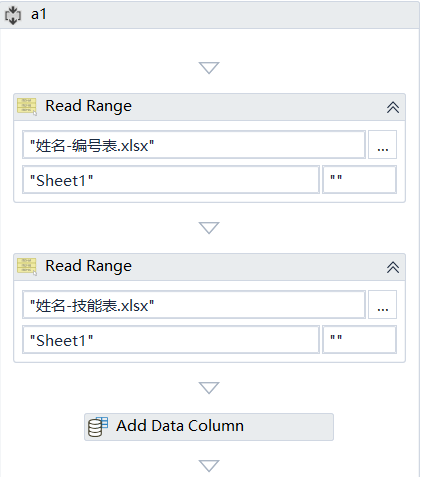 a1
Read Range
"姓名-编号表.xlsx"
...
"Sheet1"
""
Read Range
"姓名-技能表.xlsx"
...
"Sheet1"
""
Add Data Column